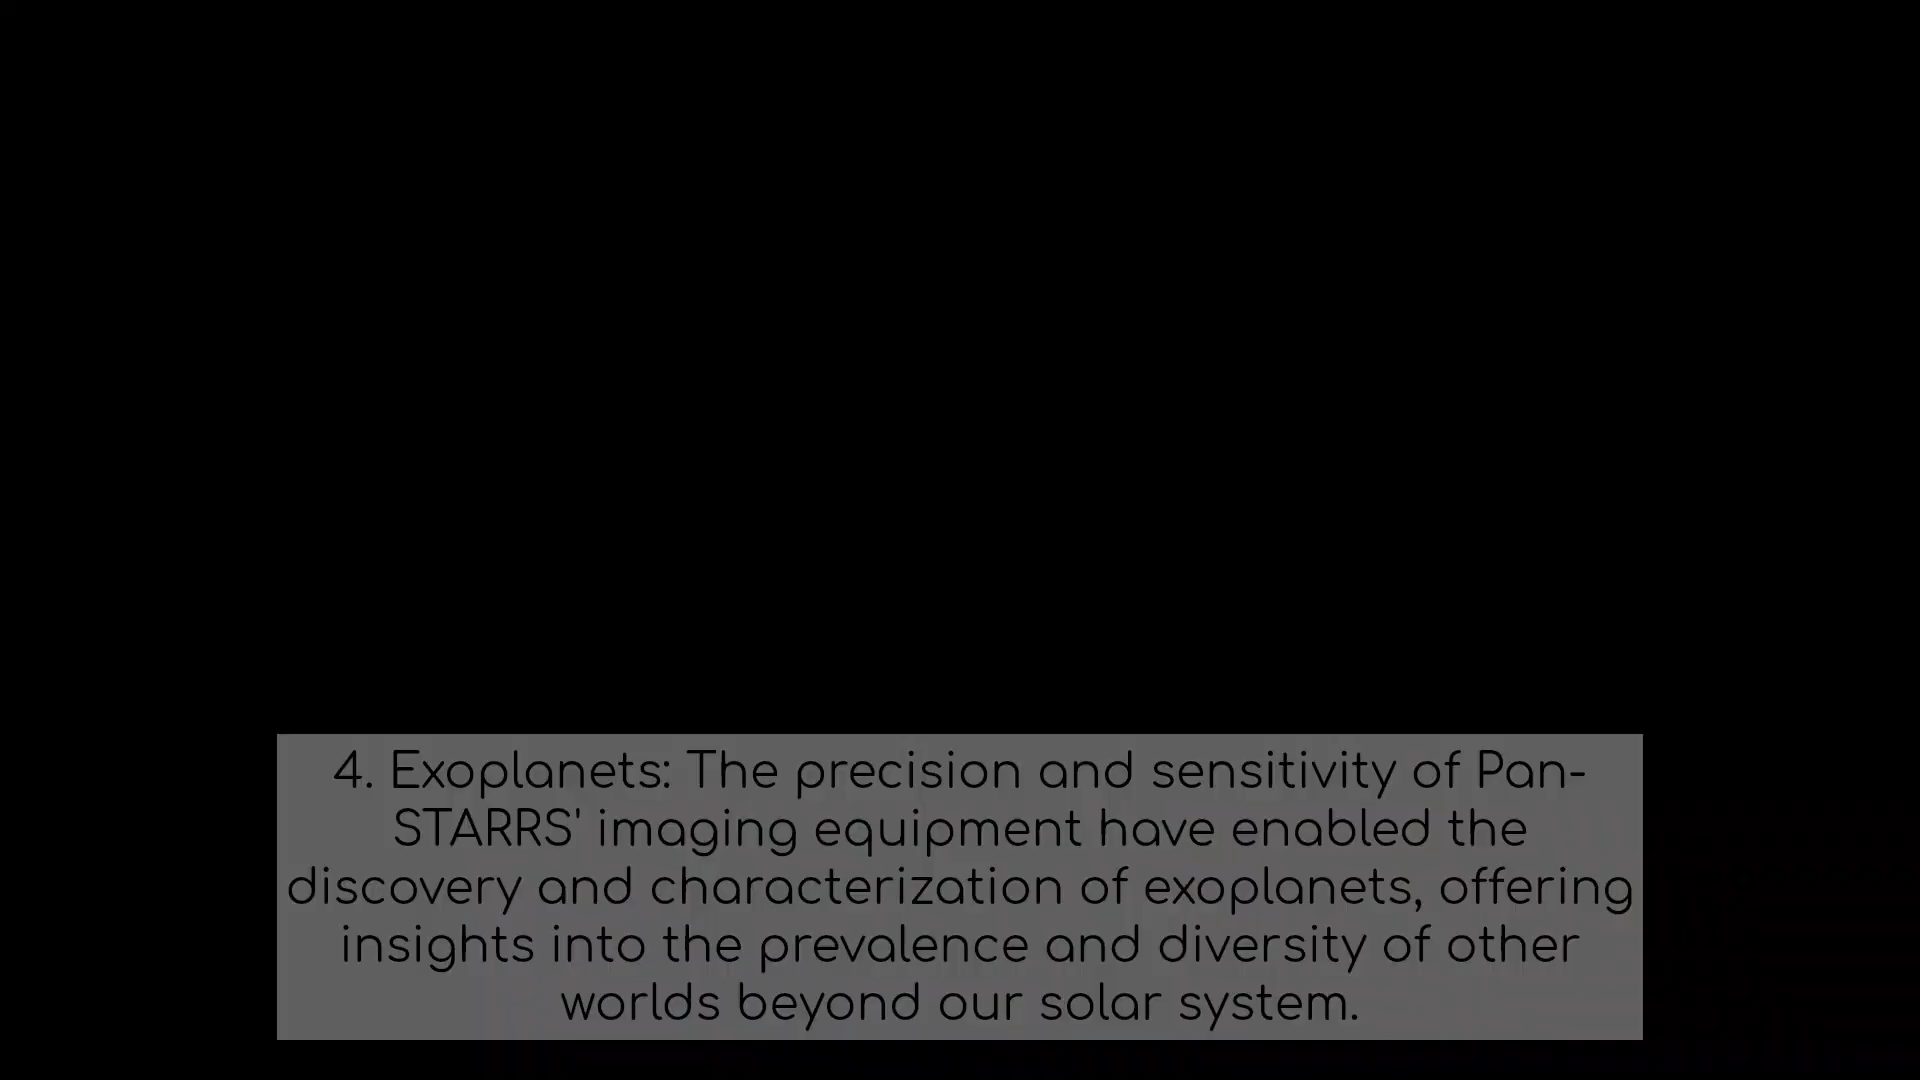 4. Exoplanets: The precision and sensitivity of Pan-
STARRS' imaging equipment have enabled the
discovery and characterization of exoplanets, offering
insights into the prevalence and diversity of other
worlds beyond our solar system.